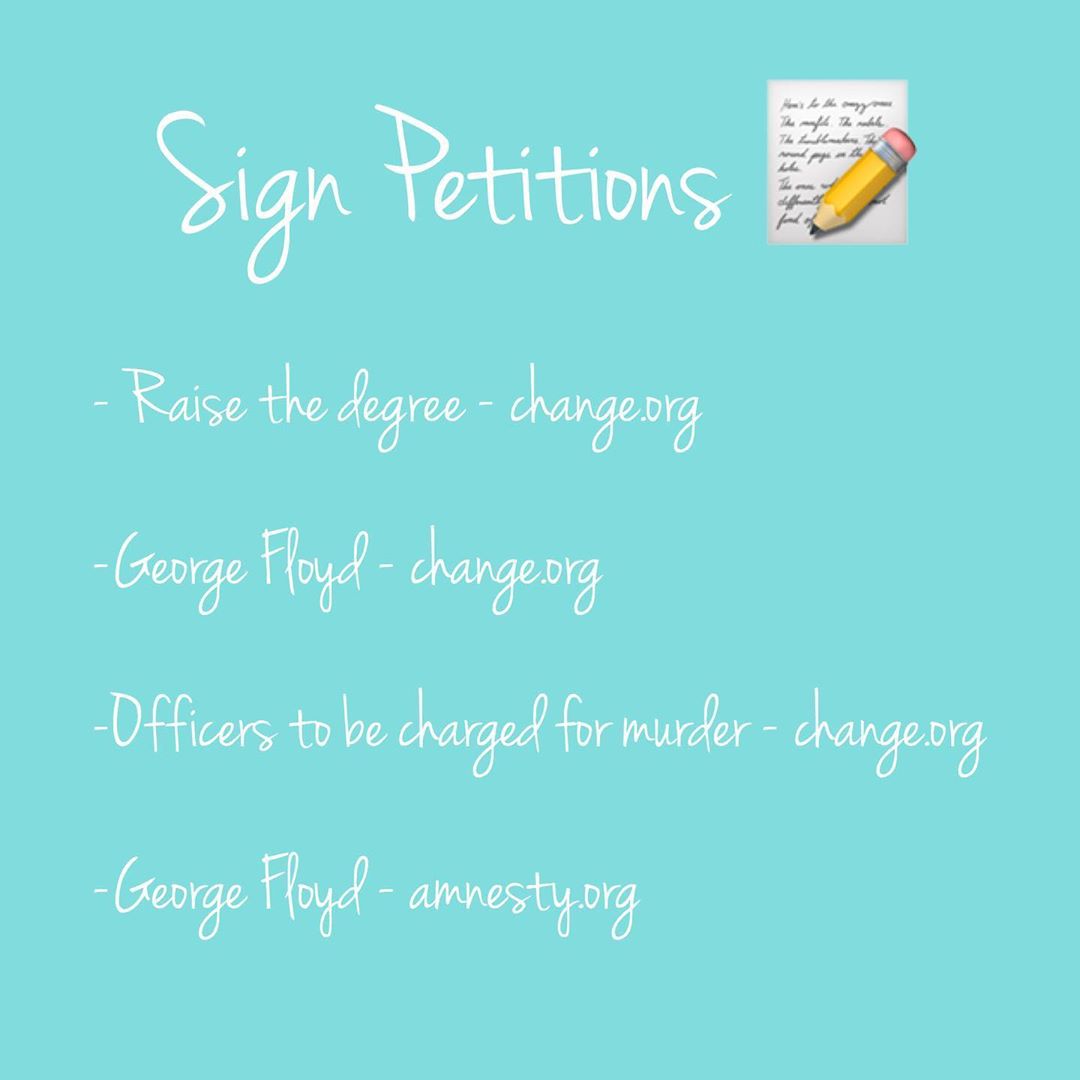 Sign Petitions
- Raise the degree - change.org
-George Floyd - change.org
-Officers to be charged for murder - change.org
-George Floyd - amnesty.org